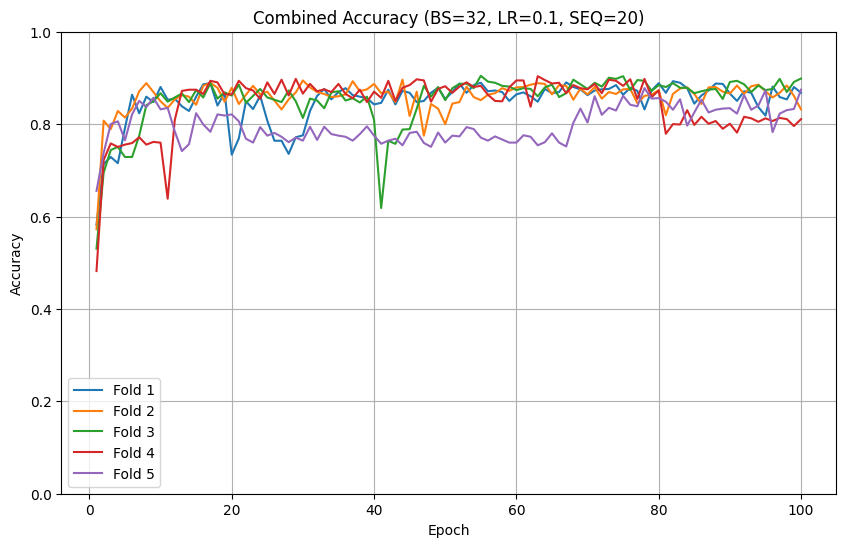 Combined Accuracy (BS=32, LR=0.1, SEQ=20)
1.0
0.8
0.6
0.4
0.2
0.0
Accuracy
Fold 1
Fold 2
Fold 3
Fold 4
Fold 5
0 20 40 60 80 100
Epoch